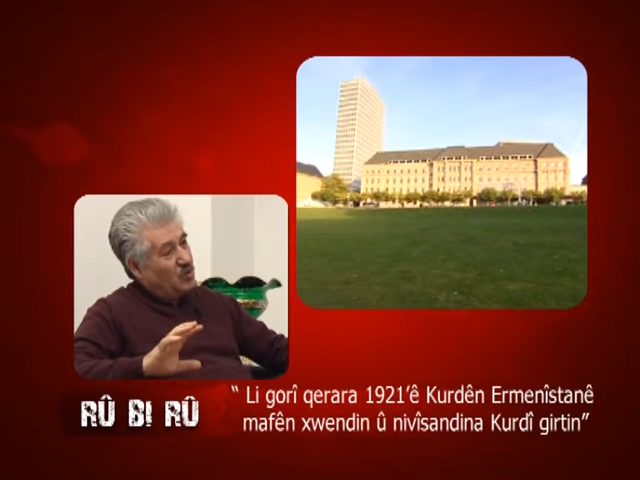 RÛ BI RÛ
“ Li gorî qerara 1921’ê Kurdên Ermenîstanê
mafên xwendin û nivîsandina Kurdî girtin”